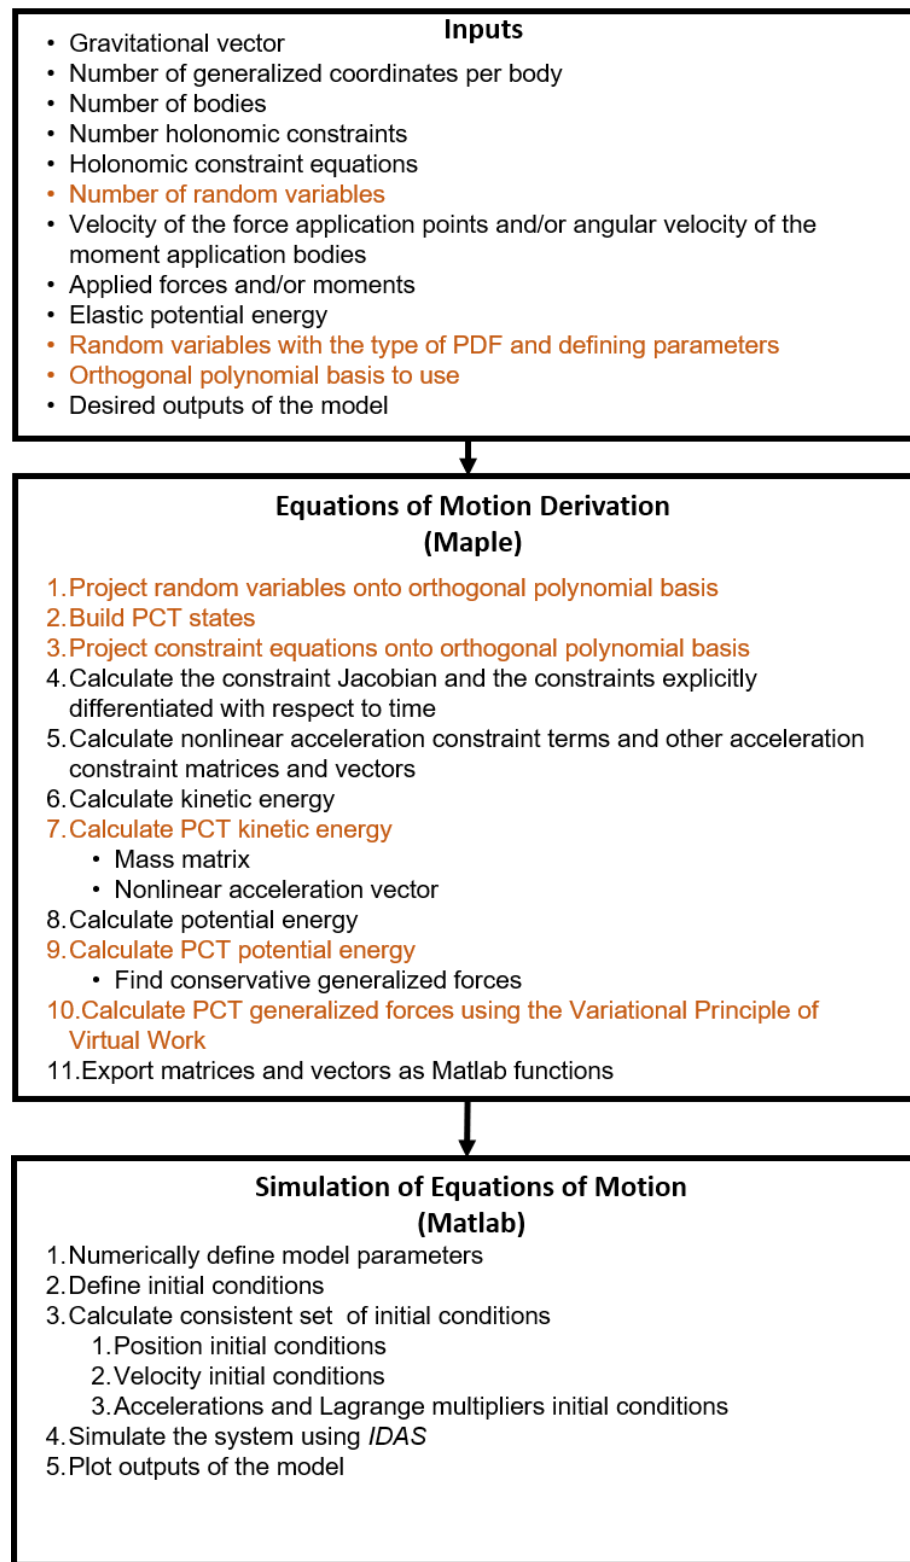 Inputs
• Gravitational vector
• Number of generalized coordinates per body
• Number of bodies
• Number holonomic constraints
• Holonomic constraint equations
• Number of random variables
• Velocity of the force application points and/or angular velocity of the
moment application bodies
• Applied forces and/or moments
• Elastic potential energy
• Random variables with the type of PDF and defining parameters
• Orthogonal polynomial basis to use
• Desired outputs of the model
Equations of Motion Derivation
(Maple)
1.Project random variables onto orthogonal polynomial basis
2.Build PCT states
3.Project constraint equations onto orthogonal polynomial basis
4.Calculate the constraint Jacobian and the constraints explicitly
differentiated with respect to time
5.Calculate nonlinear acceleration constraint terms and other acceleration
constraint matrices and vectors
6.Calculate kinetic energy
7.Calculate PCT kinetic energy
• Mass matrix
• Nonlinear acceleration vector
8.Calculate potential energy
9.Calculate PCT potential energy
• Find conservative generalized forces
10.Calculate PCT generalized forces using the Variational Principle of
Virtual Work
11.Export matrices and vectors as Matlab functions
Simulation of Equations of Motion
(Matlab)
1.Numerically define model parameters
2.Define initial conditions
3.Calculate consistent set of initial conditions
1.Position initial conditions
2.Velocity initial conditions
3.Accelerations and Lagrange multipliers initial conditions
4.Simulate the system using IDAS
5.Plot outputs of the model